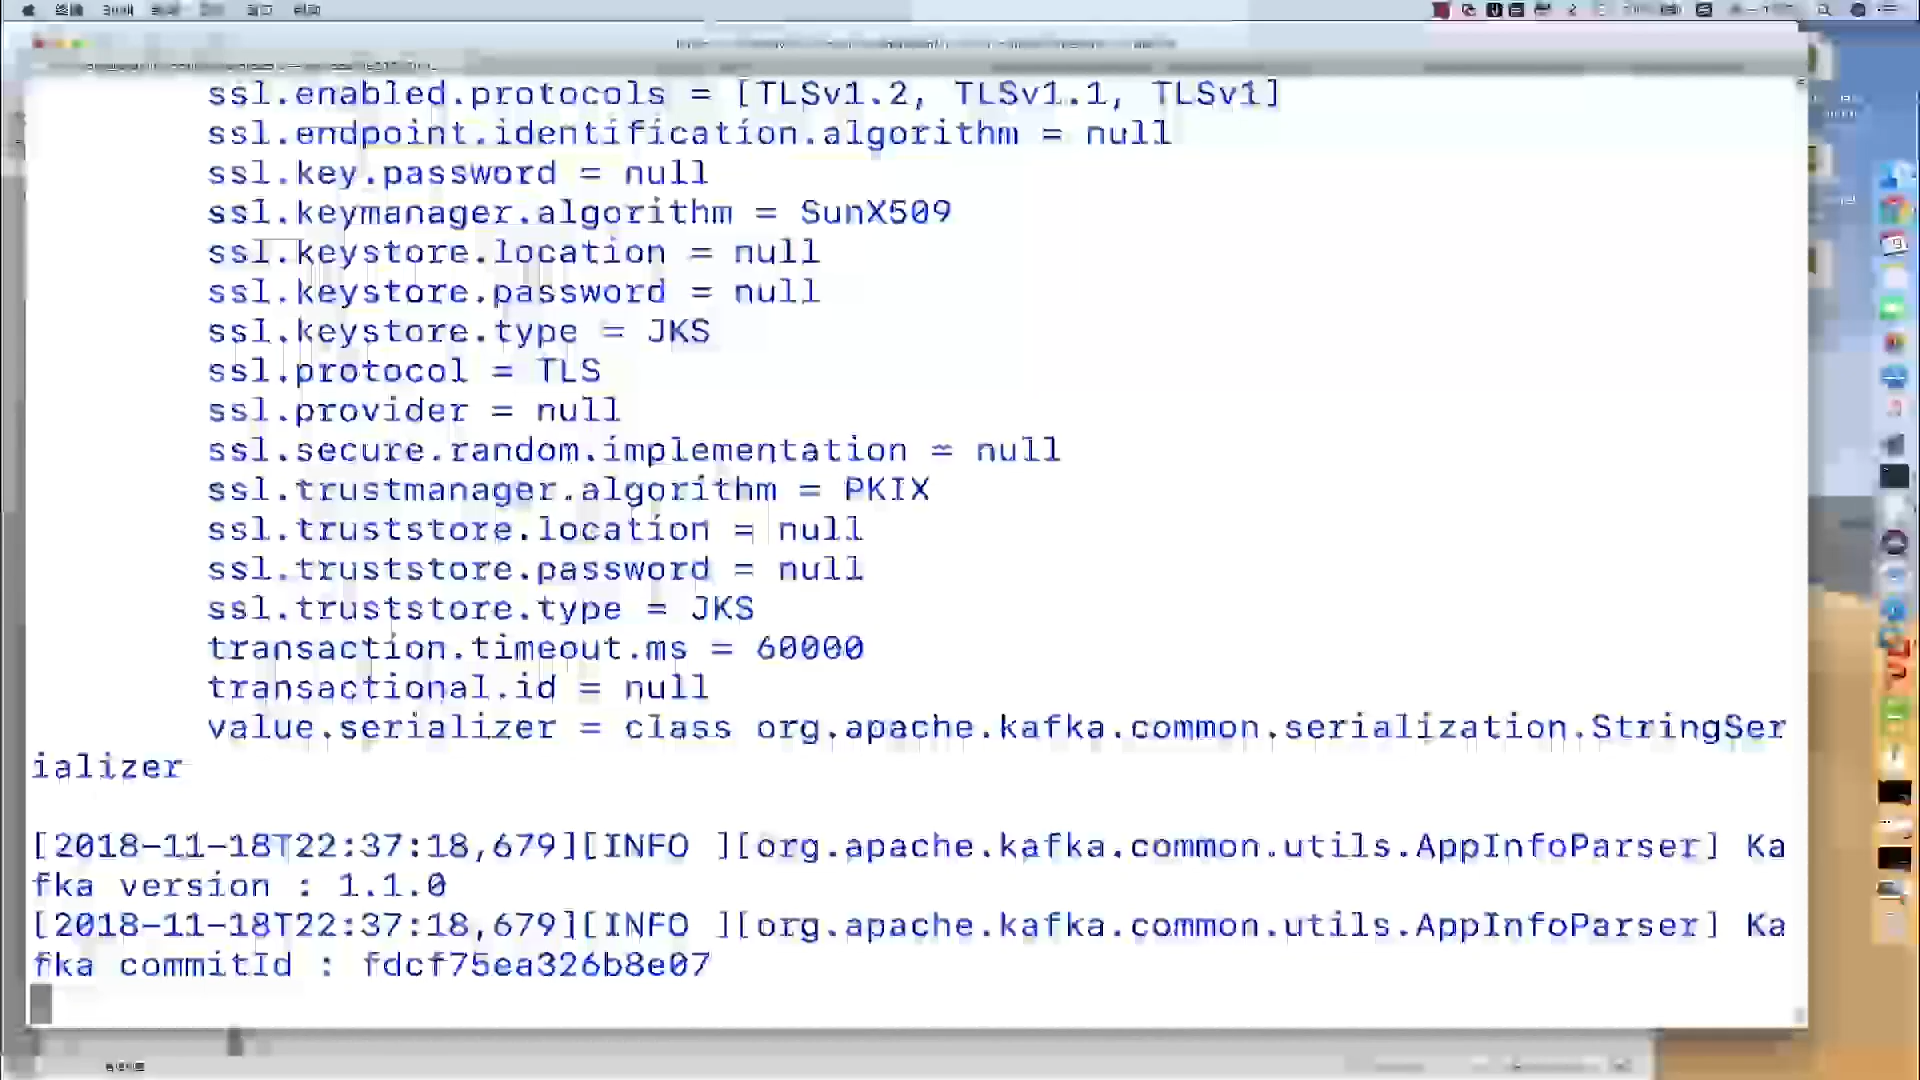 ssl.enabled.protocols = [TLSv1.2, TLSv1.1, TLSv1]
ssl.endpoint.identification.algorithm = null
ssl.key.password = null
ssl.keymanager.algorithm = SunX509
ssl.keystore.location = null
ssl.keystore.password = null
ssl.keystore.type = JKS
ssl.protocol = TLS
ssl.provider = null
ssl.secure.random.implementation = null
ssl.trustmanager.algorithm = PKIX
ssl.truststore.location = null
ssl.truststore.password = null
ssl.truststore.type = JKS
transaction.timeout.ms = 60000
transactional.id = null
value.serializer = class org.apache.kafka.common.serialization.StringSer
ializer
[2018-11-18T22:37:18,679][INFO ][org.apache.kafka.common.utils.AppInfoParser] Ka
fka version : 1.1.0
[2018-11-18T22:37:18,679][INFO ][org.apache.kafka.common.utils.AppInfoParser] Ka
fka commitId : fdcf75ea326b8e07